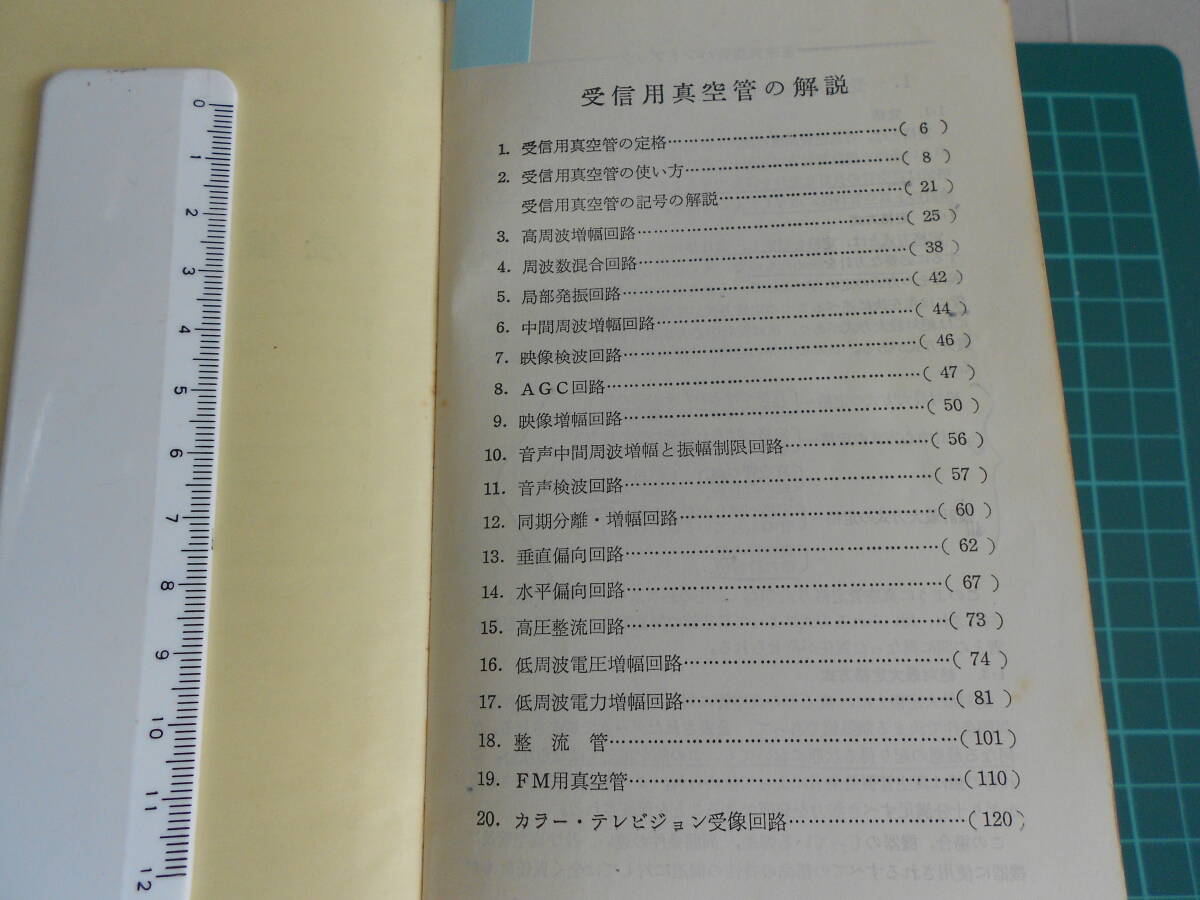 受信用真空管の解説
1. 受信用真空管の定格……………………………………( 6 )
2. 受信用真空管の使い方…………………………………( 8 )
受信用真空管の記号の解説……………………………( 21 )
3. 高周波増幅回路…………………………………………( 25 )
4. 周波数混合回路…………………………………………( 38 )
5. 局部発振回路……………………………………………( 42 )
6. 中間周波増幅回路………………………………………( 44 )
7. 映像検波回路……………………………………………( 46 )
8. AGC回路…………………………………………………( 47 )
9. 映像増幅回路……………………………………………( 50 )
10. 音声中間周波増幅と振幅制限回路……………………( 56 )
11. 音声検波回路……………………………………………( 57 )
12. 同期分離・増幅回路……………………………………( 60 )
13. 垂直偏向回路……………………………………………( 62 )
14. 水平偏向回路……………………………………………( 67 )
15. 高圧整流回路……………………………………………( 73 )
16. 低周波電圧増幅回路……………………………………( 74 )
17. 低周波電力増幅回路……………………………………( 81 )
18. 整 流 管…………………………………………………(101)
19. FM用真空管………………………………………………(110)
20. カラー・テレビジョン受像回路………………………(120)
0
1
2
3
4
5
6
7
8
9
10
11
12